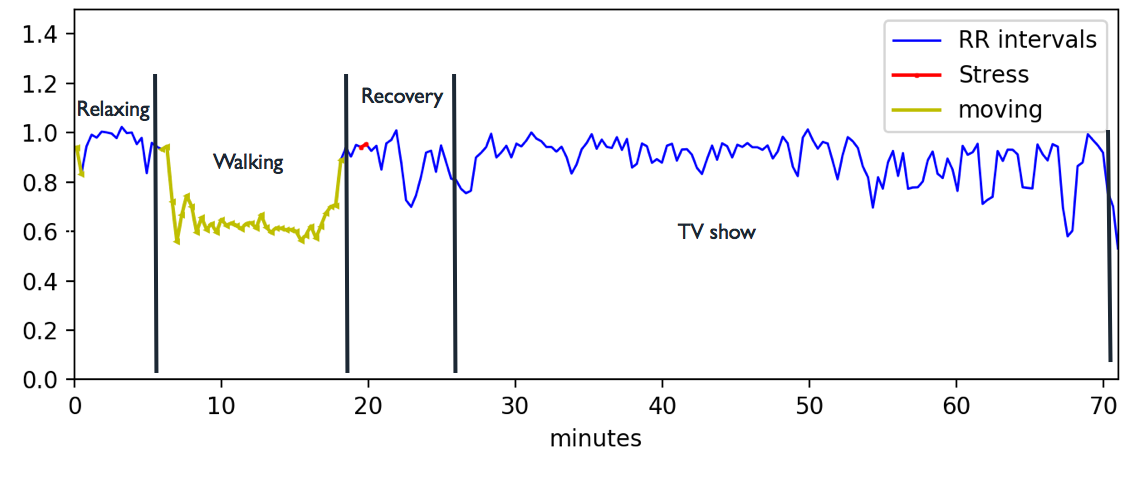 1.4
1.2
1.0
0.8
0.6
0.4
0.2
0.0
RR intervals
Stress
moving
Relaxing
Walking
Recovery
TV show
0 10 20 30 40 50 60 70
minutes